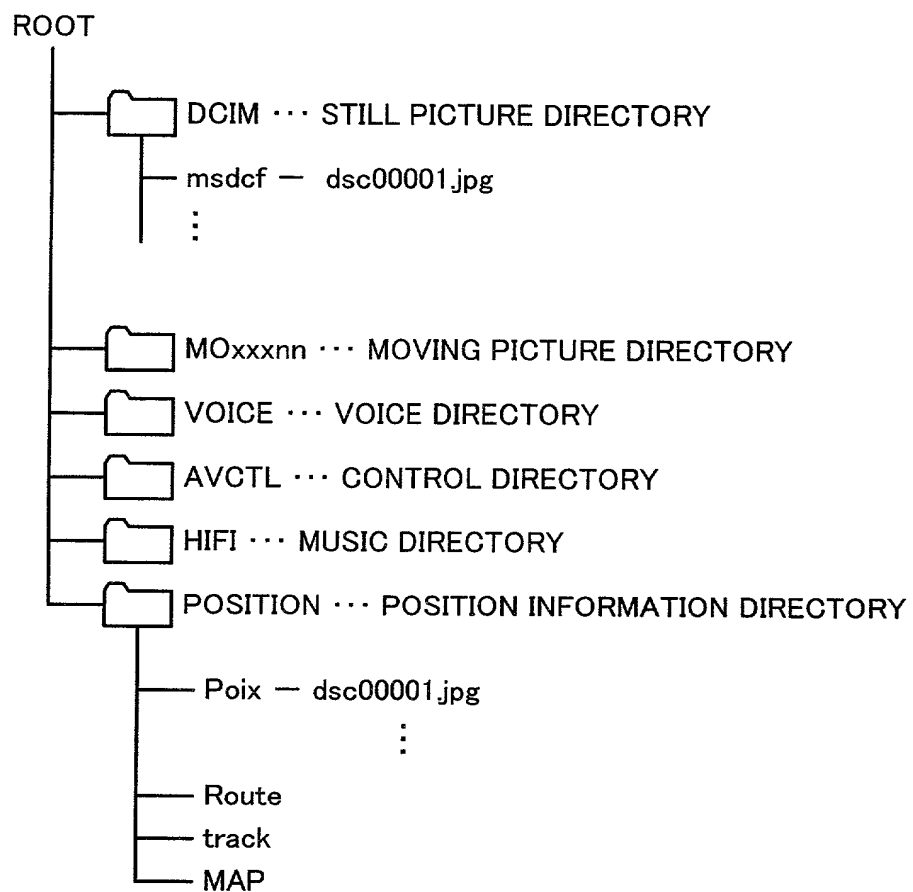 ROOT
DCIM ··· STILL PICTURE DIRECTORY
msdcf — dsc00001.jpg
⋮
MOxxxnn ··· MOVING PICTURE DIRECTORY
VOICE ··· VOICE DIRECTORY
AVCTL ··· CONTROL DIRECTORY
HIFI ··· MUSIC DIRECTORY
POSITION ··· POSITION INFORMATION DIRECTORY
Poix — dsc00001.jpg
⋮
Route
track
MAP